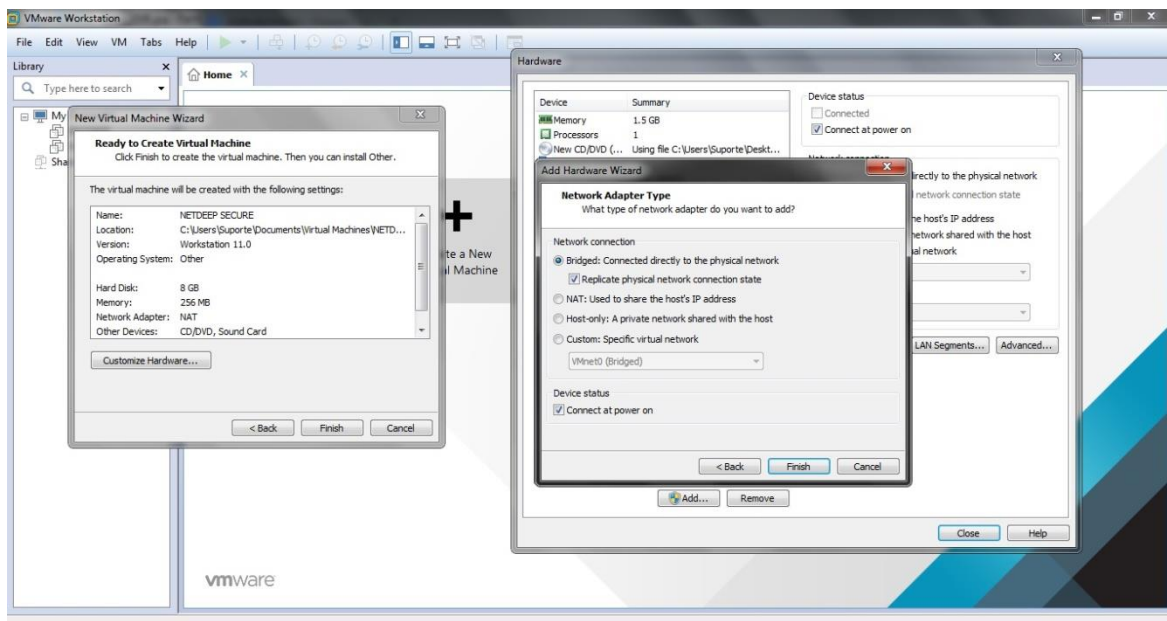 VMware Workstation
File Edit View VM Tabs Help
Library
Type here to search
Home
My
Sha
New Virtual Machine Wizard
Ready to Create Virtual Machine
Click Finish to create the virtual machine. Then you can install Other.
The virtual machine will be created with the following settings:
Name: NETDEEP SECURE
Location: C:\Users\Suporte\Documents\Virtual Machines\NETD...
Version: Workstation 11.0
Operating System: Other
Hard Disk: 8 GB
Memory: 256 MB
Network Adapter: NAT
Other Devices: CD/DVD, Sound Card
Customize Hardware...
< Back Finish Cancel
te a New
Machine
vmware
Hardware
Device Summary
Memory 1.5 GB
Processors 1
New CD/DVD (... Using file C:\Users\Suporte\Deskt...
Device status
Connected
Connect at power on
directly to the physical network
network connection state
he host's IP address
network shared with the host
al network
LAN Segments... Advanced...
Add Hardware Wizard
Network Adapter Type
What type of network adapter do you want to add?
Network connection
Bridged: Connected directly to the physical network
Replicate physical network connection state
NAT: Used to share the host's IP address
Host-only: A private network shared with the host
Custom: Specific virtual network
VMnet0 (Bridged)
Device status
Connect at power on
< Back Finish Cancel
Add... Remove
Close Help